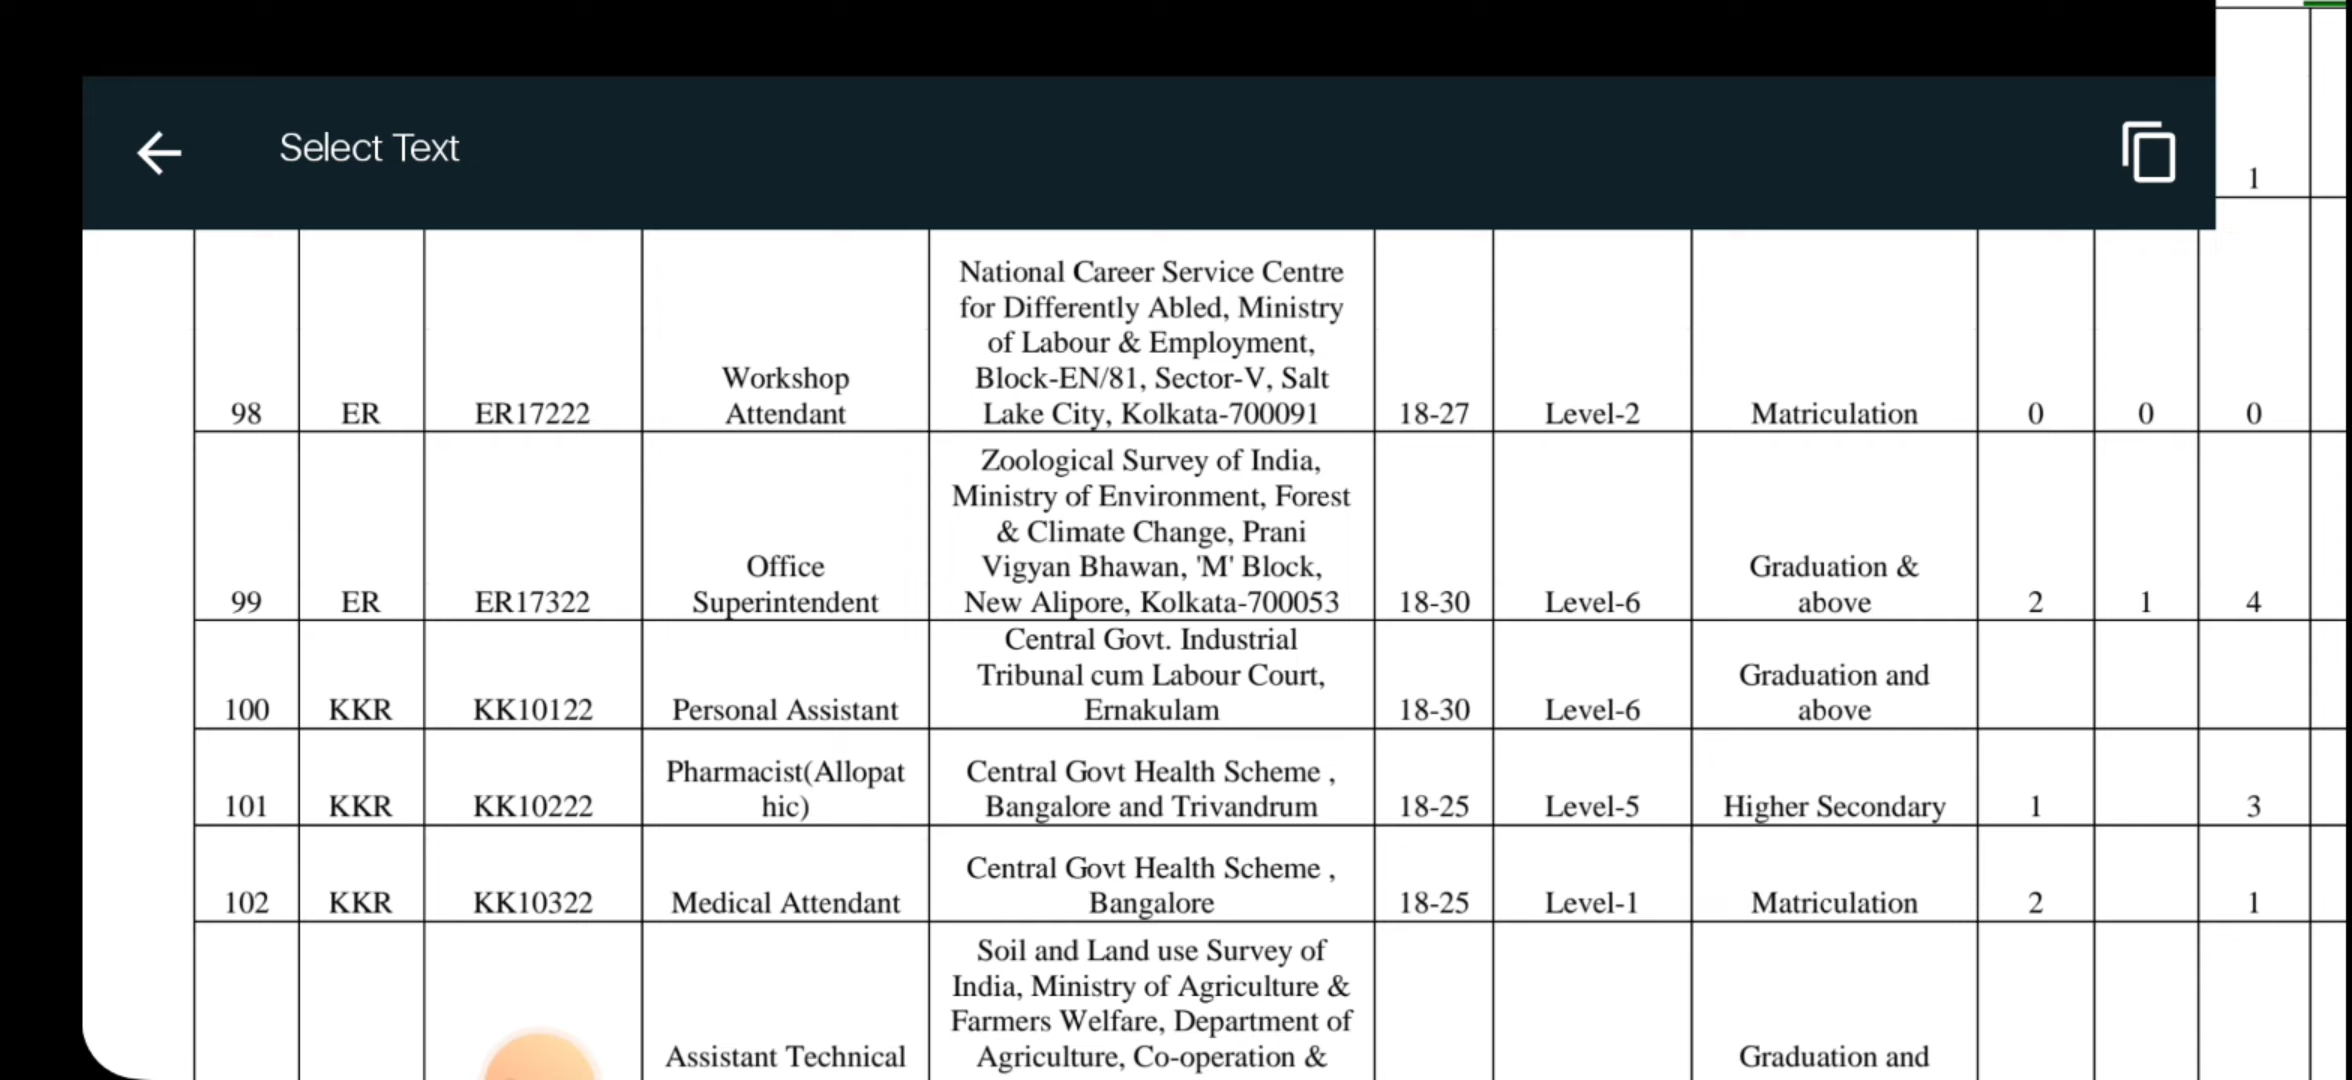 1
Select Text
National Career Service Centre
for Differently Abled, Ministry
of Labour & Employment,
Workshop Block-EN/81, Sector-V, Salt
98 ER ER17222 Attendant Lake City, Kolkata-700091 18-27 Level-2 Matriculation 0 0 0
Zoological Survey of India,
Ministry of Environment, Forest
& Climate Change, Prani
Office Vigyan Bhawan, 'M' Block, Graduation &
99 ER ER17322 Superintendent New Alipore, Kolkata-700053 18-30 Level-6 above 2 1 4
Central Govt. Industrial
Tribunal cum Labour Court, Graduation and
100 KKR KK10122 Personal Assistant Ernakulam 18-30 Level-6 above
Pharmacist(Allopat Central Govt Health Scheme ,
101 KKR KK10222 hic) Bangalore and Trivandrum 18-25 Level-5 Higher Secondary 1 3
Central Govt Health Scheme ,
102 KKR KK10322 Medical Attendant Bangalore 18-25 Level-1 Matriculation 2 1
Soil and Land use Survey of
India, Ministry of Agriculture &
Farmers Welfare, Department of
Assistant Technical Agriculture, Co-operation & Graduation and